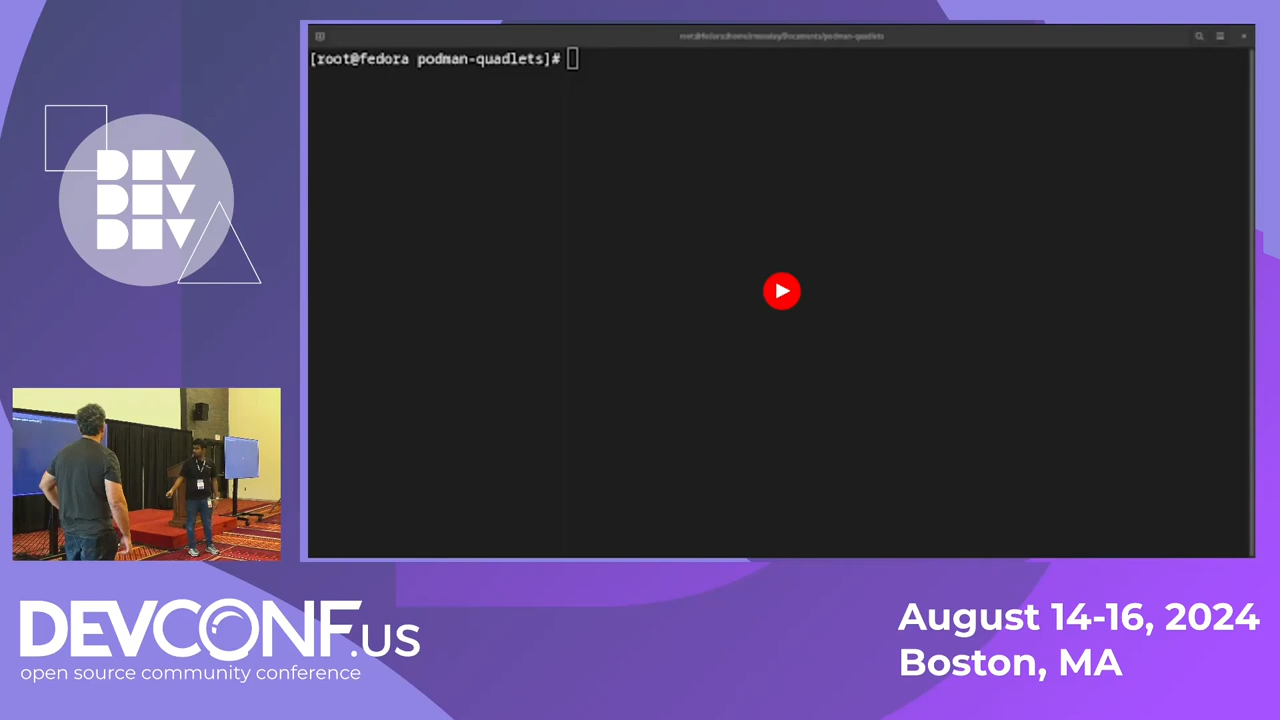 [root@fedora podman-quadlets]#
DEV
DEV
DEV
DEVCONF.us
open source community conference
August 14-16, 2024
Boston, MA